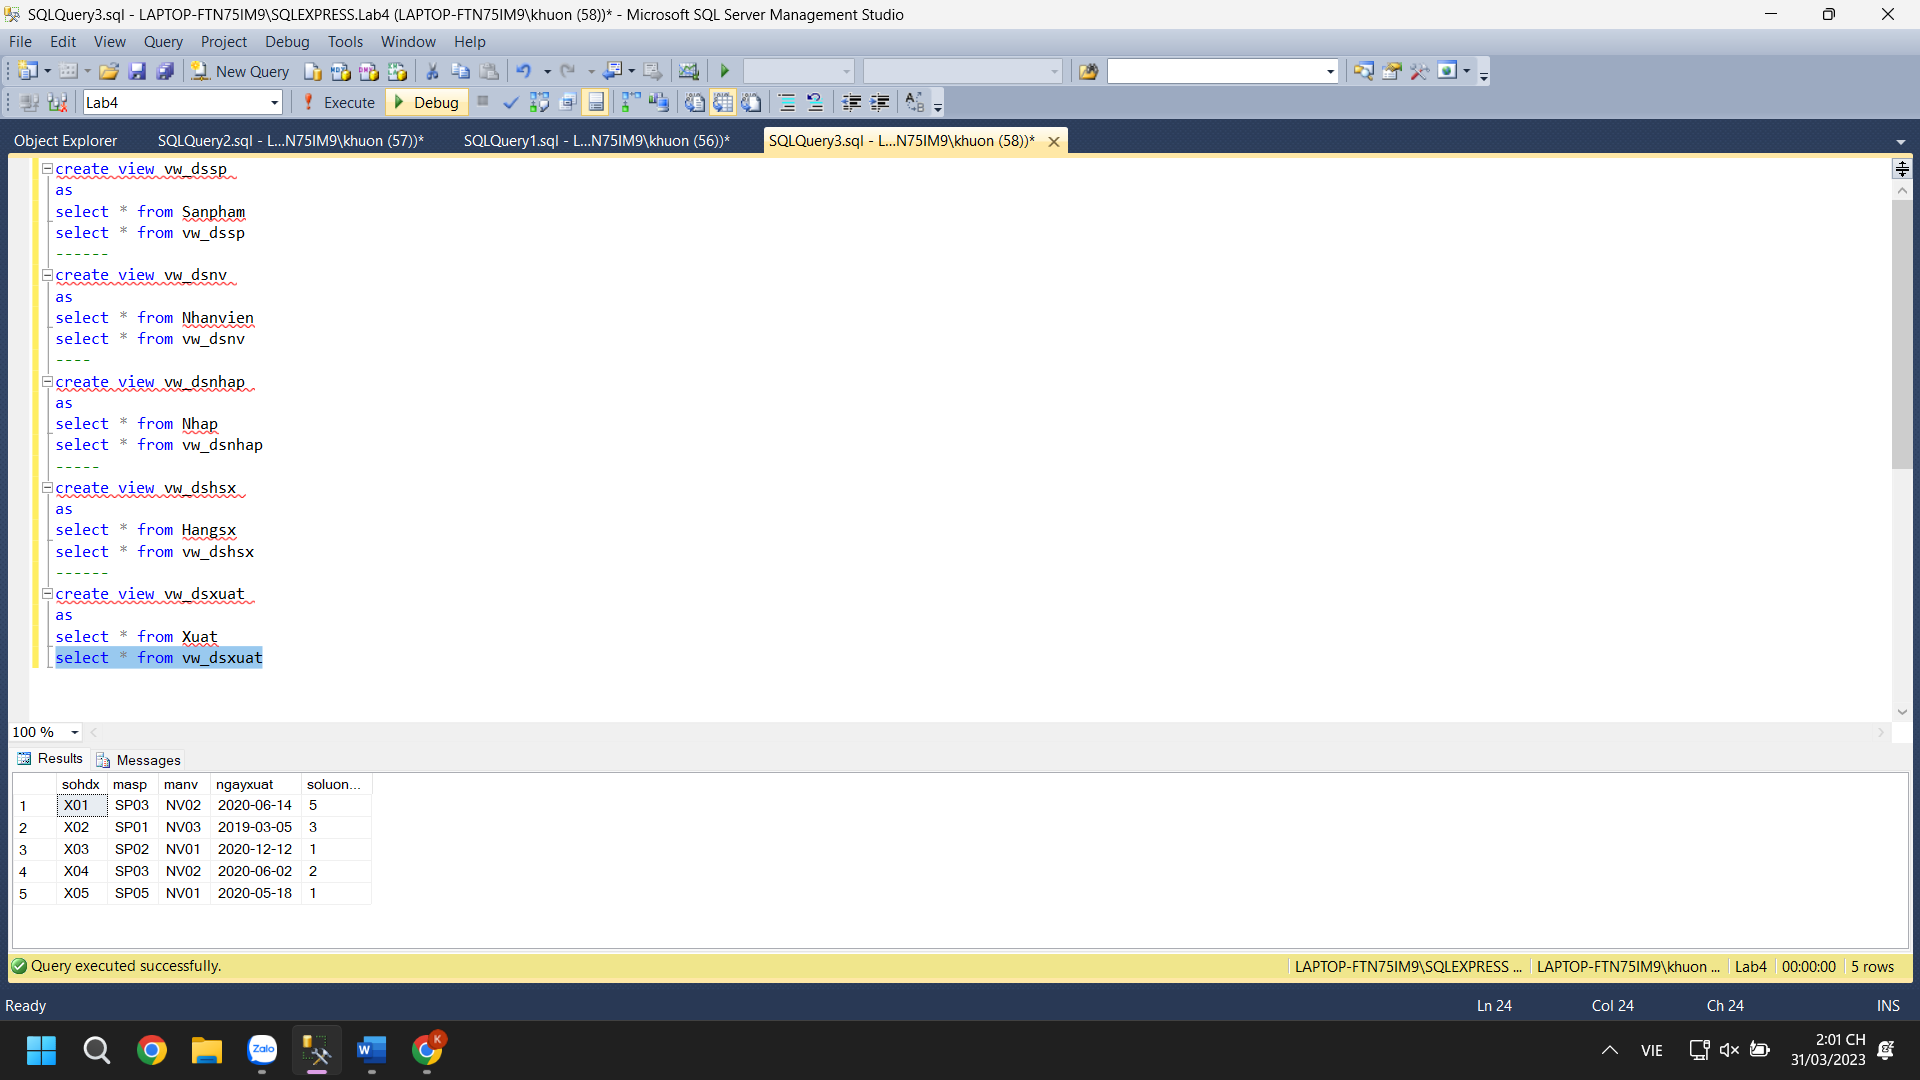 SQLQuery3.sql - LAPTOP-FTN75IM9\SQLEXPRESS.Lab4 (LAPTOP-FTN75IM9\khuon (58))* - Microsoft SQL Server Management Studio
File Edit View Query Project Debug Tools Window Help
New Query
Lab4 Execute Debug
Object Explorer SQLQuery2.sql - L...N75IM9\khuon (57))* SQLQuery1.sql - L...N75IM9\khuon (56))* SQLQuery3.sql - L...N75IM9\khuon (58))*
create view vw_dssp
as
select * from Sanpham
select * from vw_dssp
------
create view vw_dsnv
as
select * from Nhanvien
select * from vw_dsnv
----
create view vw_dsnhap
as
select * from Nhap
select * from vw_dsnhap
-----
create view vw_dshsx
as
select * from Hangsx
select * from vw_dshsx
------
create view vw_dsxuat
as
select * from Xuat
select * from vw_dsxuat
100 %
Results Messages
sohdx masp manv ngayxuat soluon...
1 X01 SP03 NV02 2020-06-14 5
2 X02 SP01 NV03 2019-03-05 3
3 X03 SP02 NV01 2020-12-12 1
4 X04 SP03 NV02 2020-06-02 2
5 X05 SP05 NV01 2020-05-18 1
Query executed successfully. LAPTOP-FTN75IM9\SQLEXPRESS ... LAPTOP-FTN75IM9\khuon ... Lab4 00:00:00 5 rows
Ready Ln 24 Col 24 Ch 24 INS
Zalo W K VIE 2:01 CH
31/03/2023